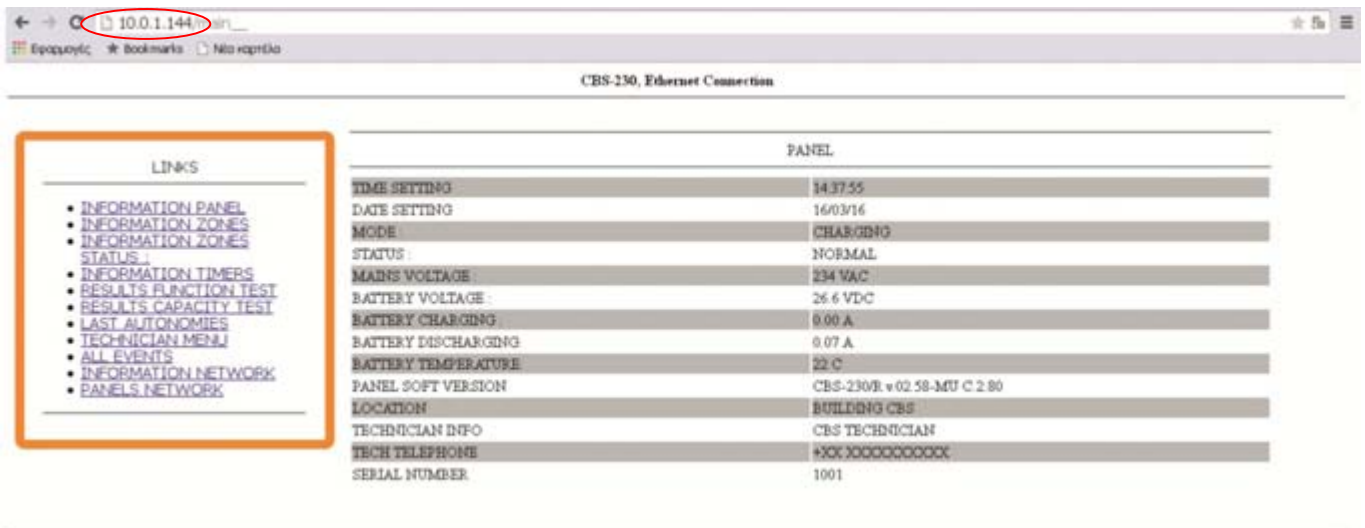 10.0.1.144/main__
Εφαρμογές Bookmarks Νέα καρτέλα
CBS-230, Ethernet Connection
LINKS
INFORMATION PANEL
INFORMATION ZONES
INFORMATION ZONES
STATUS :
INFORMATION TIMERS
RESULTS FUNCTION TEST
RESULTS CAPACITY TEST
LAST AUTONOMIES
TECHNICIAN MENU
ALL EVENTS
INFORMATION NETWORK
PANELS NETWORK
PANEL
TIME SETTING 14:37:55
DATE SETTING 16/03/16
MODE : CHARGING
STATUS : NORMAL
MAINS VOLTAGE : 234 VAC
BATTERY VOLTAGE : 26.6 VDC
BATTERY CHARGING 0.00 A
BATTERY DISCHARGING 0.07 A
BATTERY TEMPERATURE 22 C
PANEL SOFT VERSION CBS-230/R v.02.58-MU C.2.80
LOCATION BUILDING CBS
TECHNICIAN INFO CBS TECHNICIAN
TECH TELEPHONE +XX XXXXXXXXXXX
SERIAL NUMBER 1001